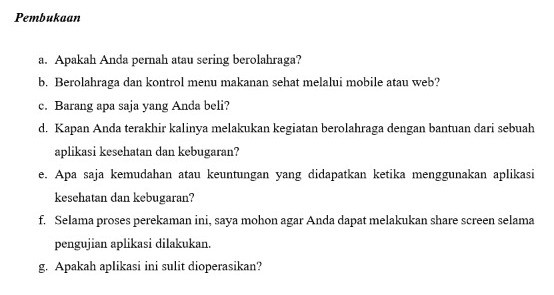 Pembukaan
a. Apakah Anda pernah atau sering berolahraga?
b. Berolahraga dan kontrol menu makanan sehat melalui mobile atau web?
c. Barang apa saja yang Anda beli?
d. Kapan Anda terakhir kalinya melakukan kegiatan berolahraga dengan bantuan dari sebuah
aplikasi kesehatan dan kebugaran?
e. Apa saja kemudahan atau keuntungan yang didapatkan ketika menggunakan aplikasi
kesehatan dan kebugaran?
f. Selama proses perekaman ini, saya mohon agar Anda dapat melakukan share screen selama
pengujian aplikasi dilakukan.
g. Apakah aplikasi ini sulit dioperasikan?